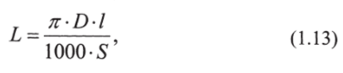 L = π·D·l / 1000·S, (1.13)